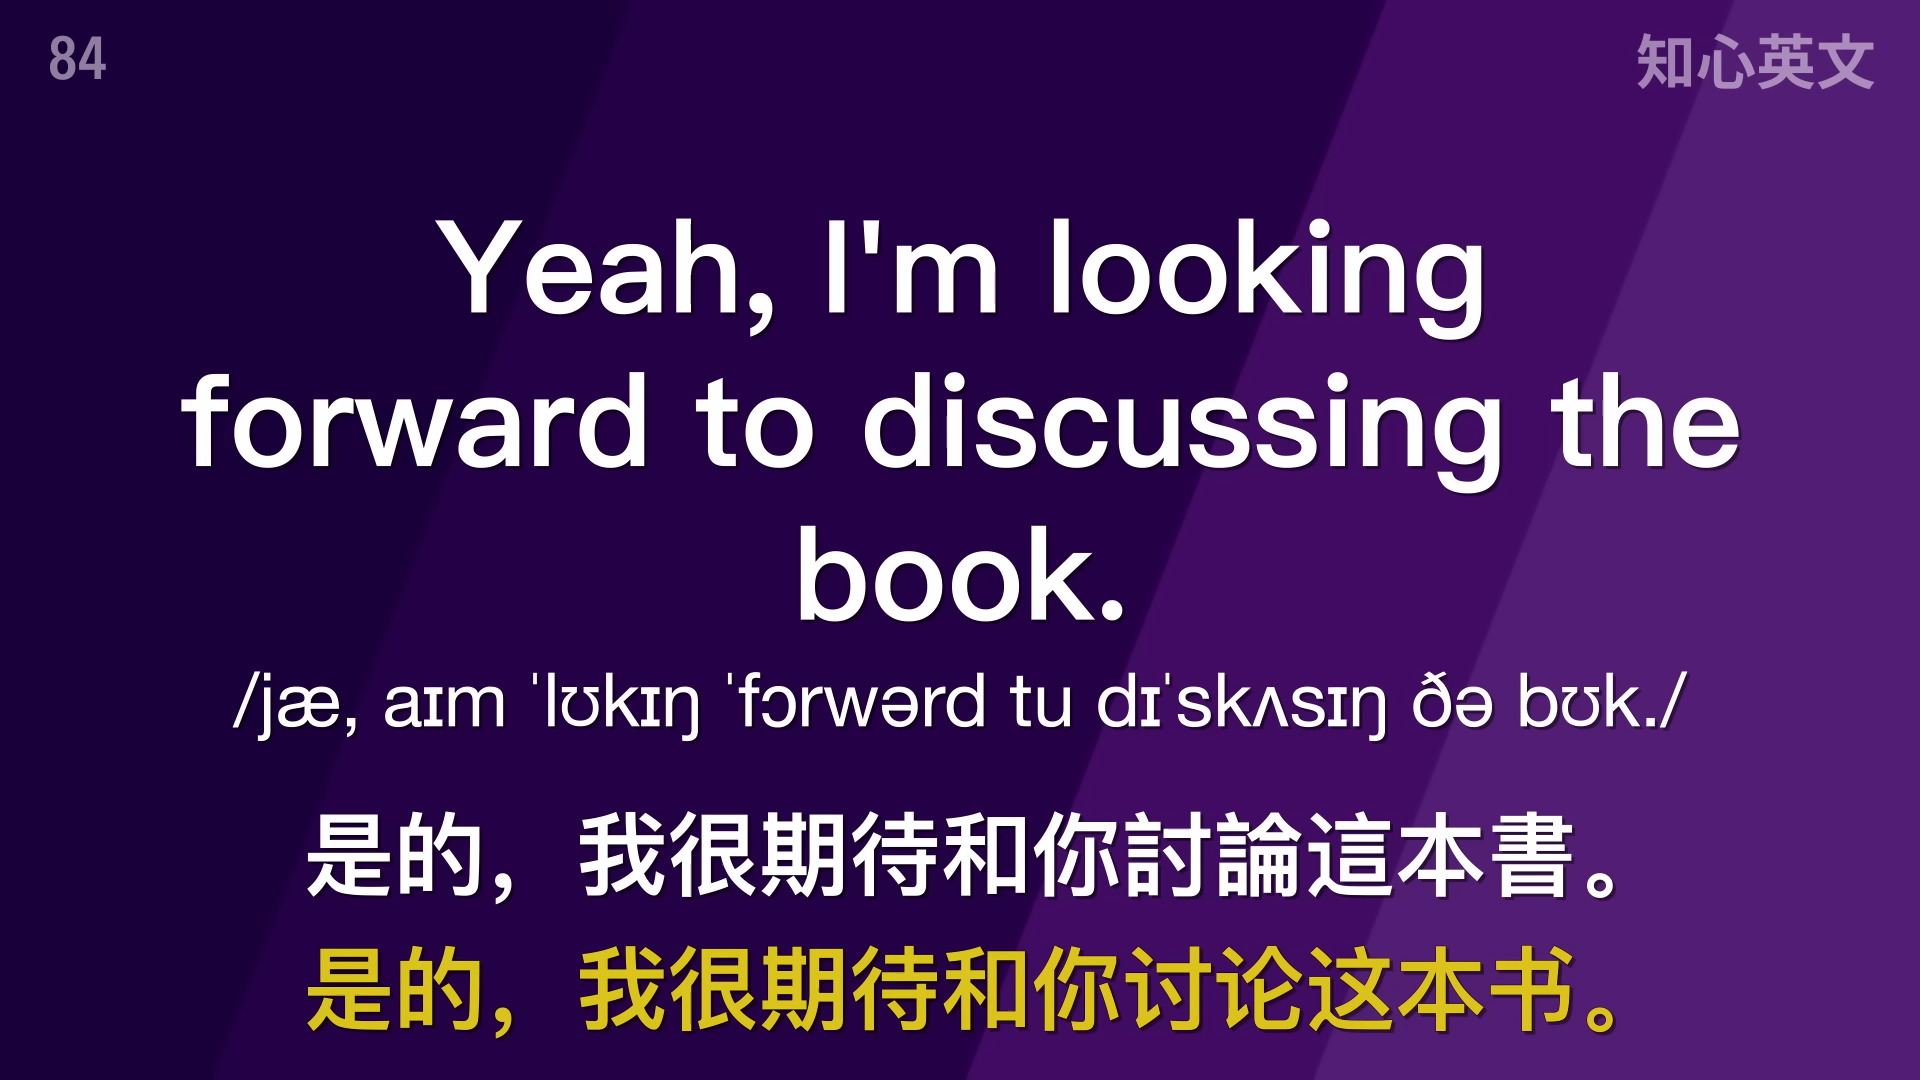 84
知心英文
Yeah, I'm looking
forward to discussing the
book.
/jæ, aɪm ˈlʊkɪŋ ˈfɔrwərd tu dɪˈskʌsɪŋ ðə bʊk./
是的，我很期待和你討論這本書。
是的，我很期待和你讨论这本书。